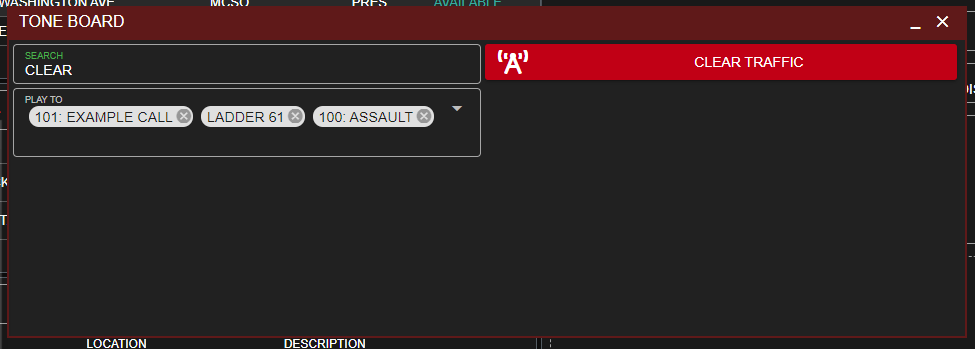 WASHINGTON AVE MCSO PRES AVAILABLE
TONE BOARD
SEARCH
CLEAR
CLEAR TRAFFIC
PLAY TO
101: EXAMPLE CALL
LADDER 61
100: ASSAULT
LOCATION DESCRIPTION